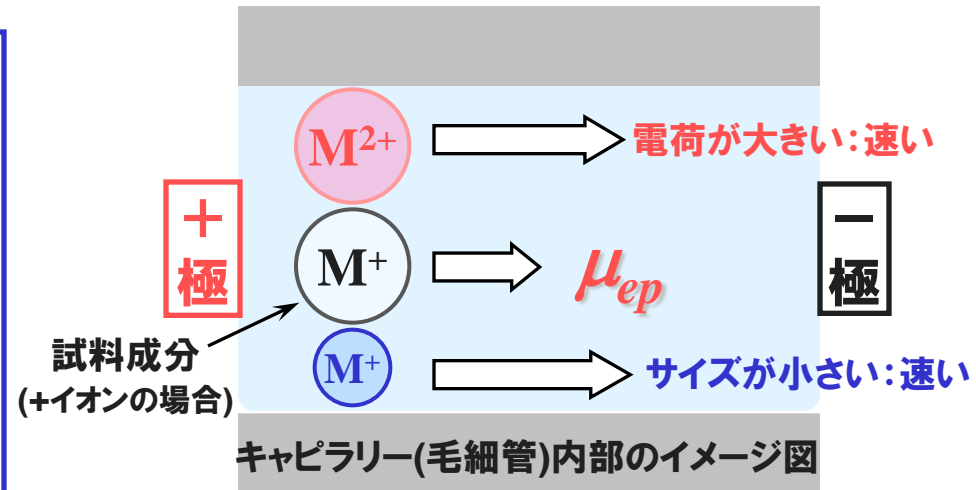 M²⁺
電荷が大きい:速い
+
極
M⁺
μep
−
極
試料成分
(+イオンの場合)
M⁺
サイズが小さい:速い
キャピラリー(毛細管)内部のイメージ図